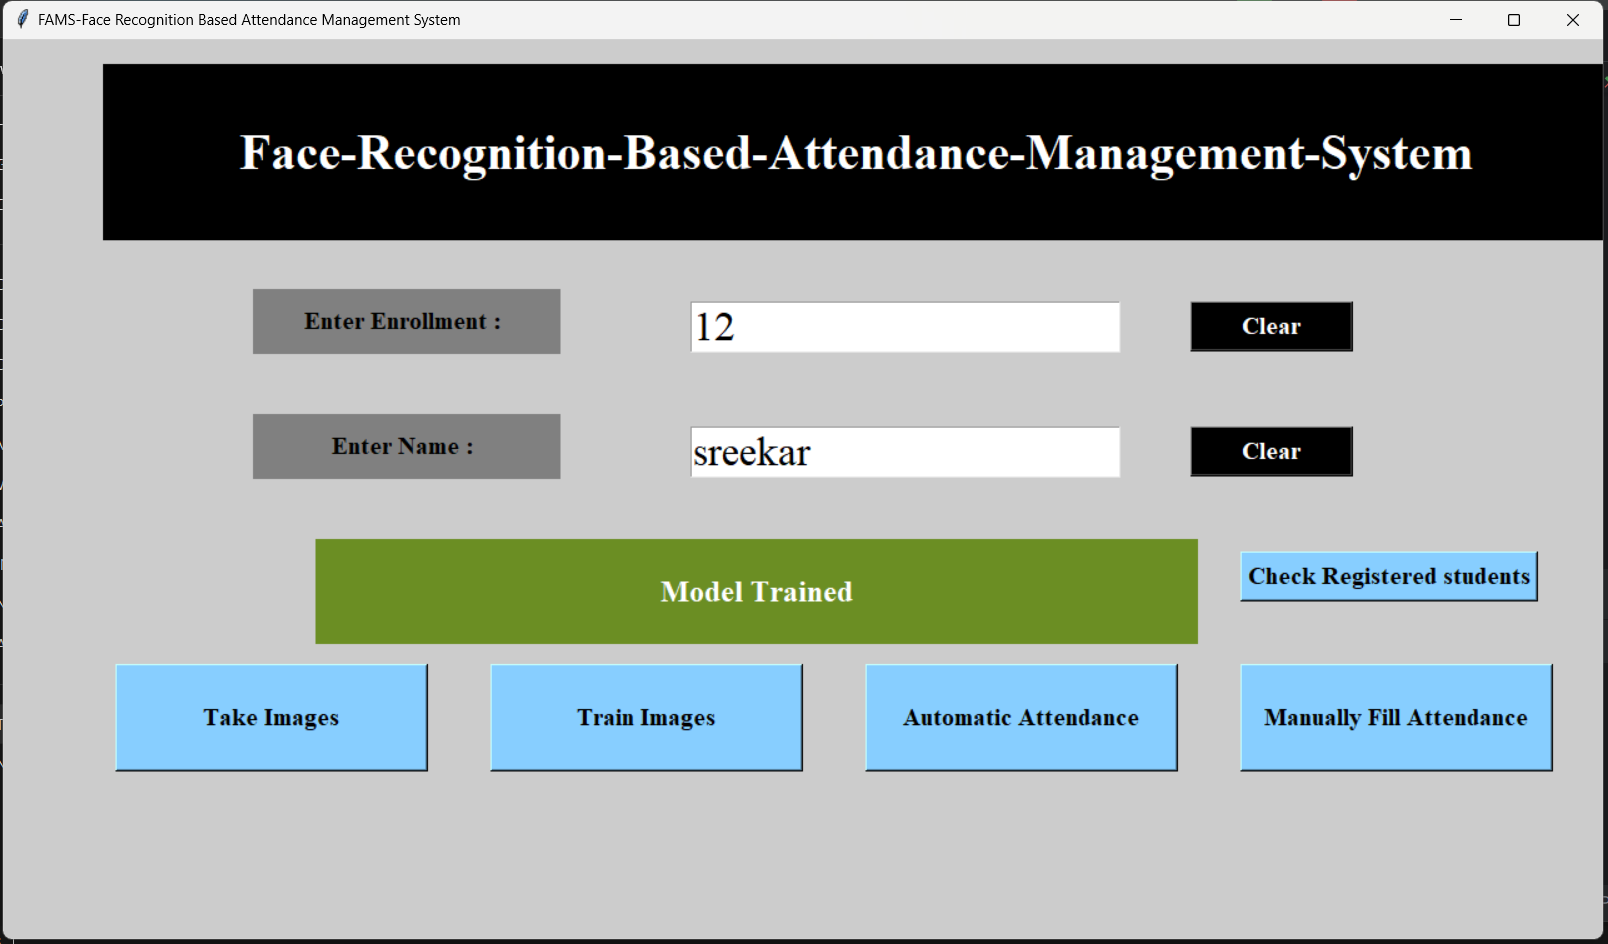 FAMS-Face Recognition Based Attendance Management System
Face-Recognition-Based-Attendance-Management-System
Enter Enrollment :
12
Clear
Enter Name :
sreekar
Clear
Model Trained
Check Registered students
Take Images
Train Images
Automatic Attendance
Manually Fill Attendance